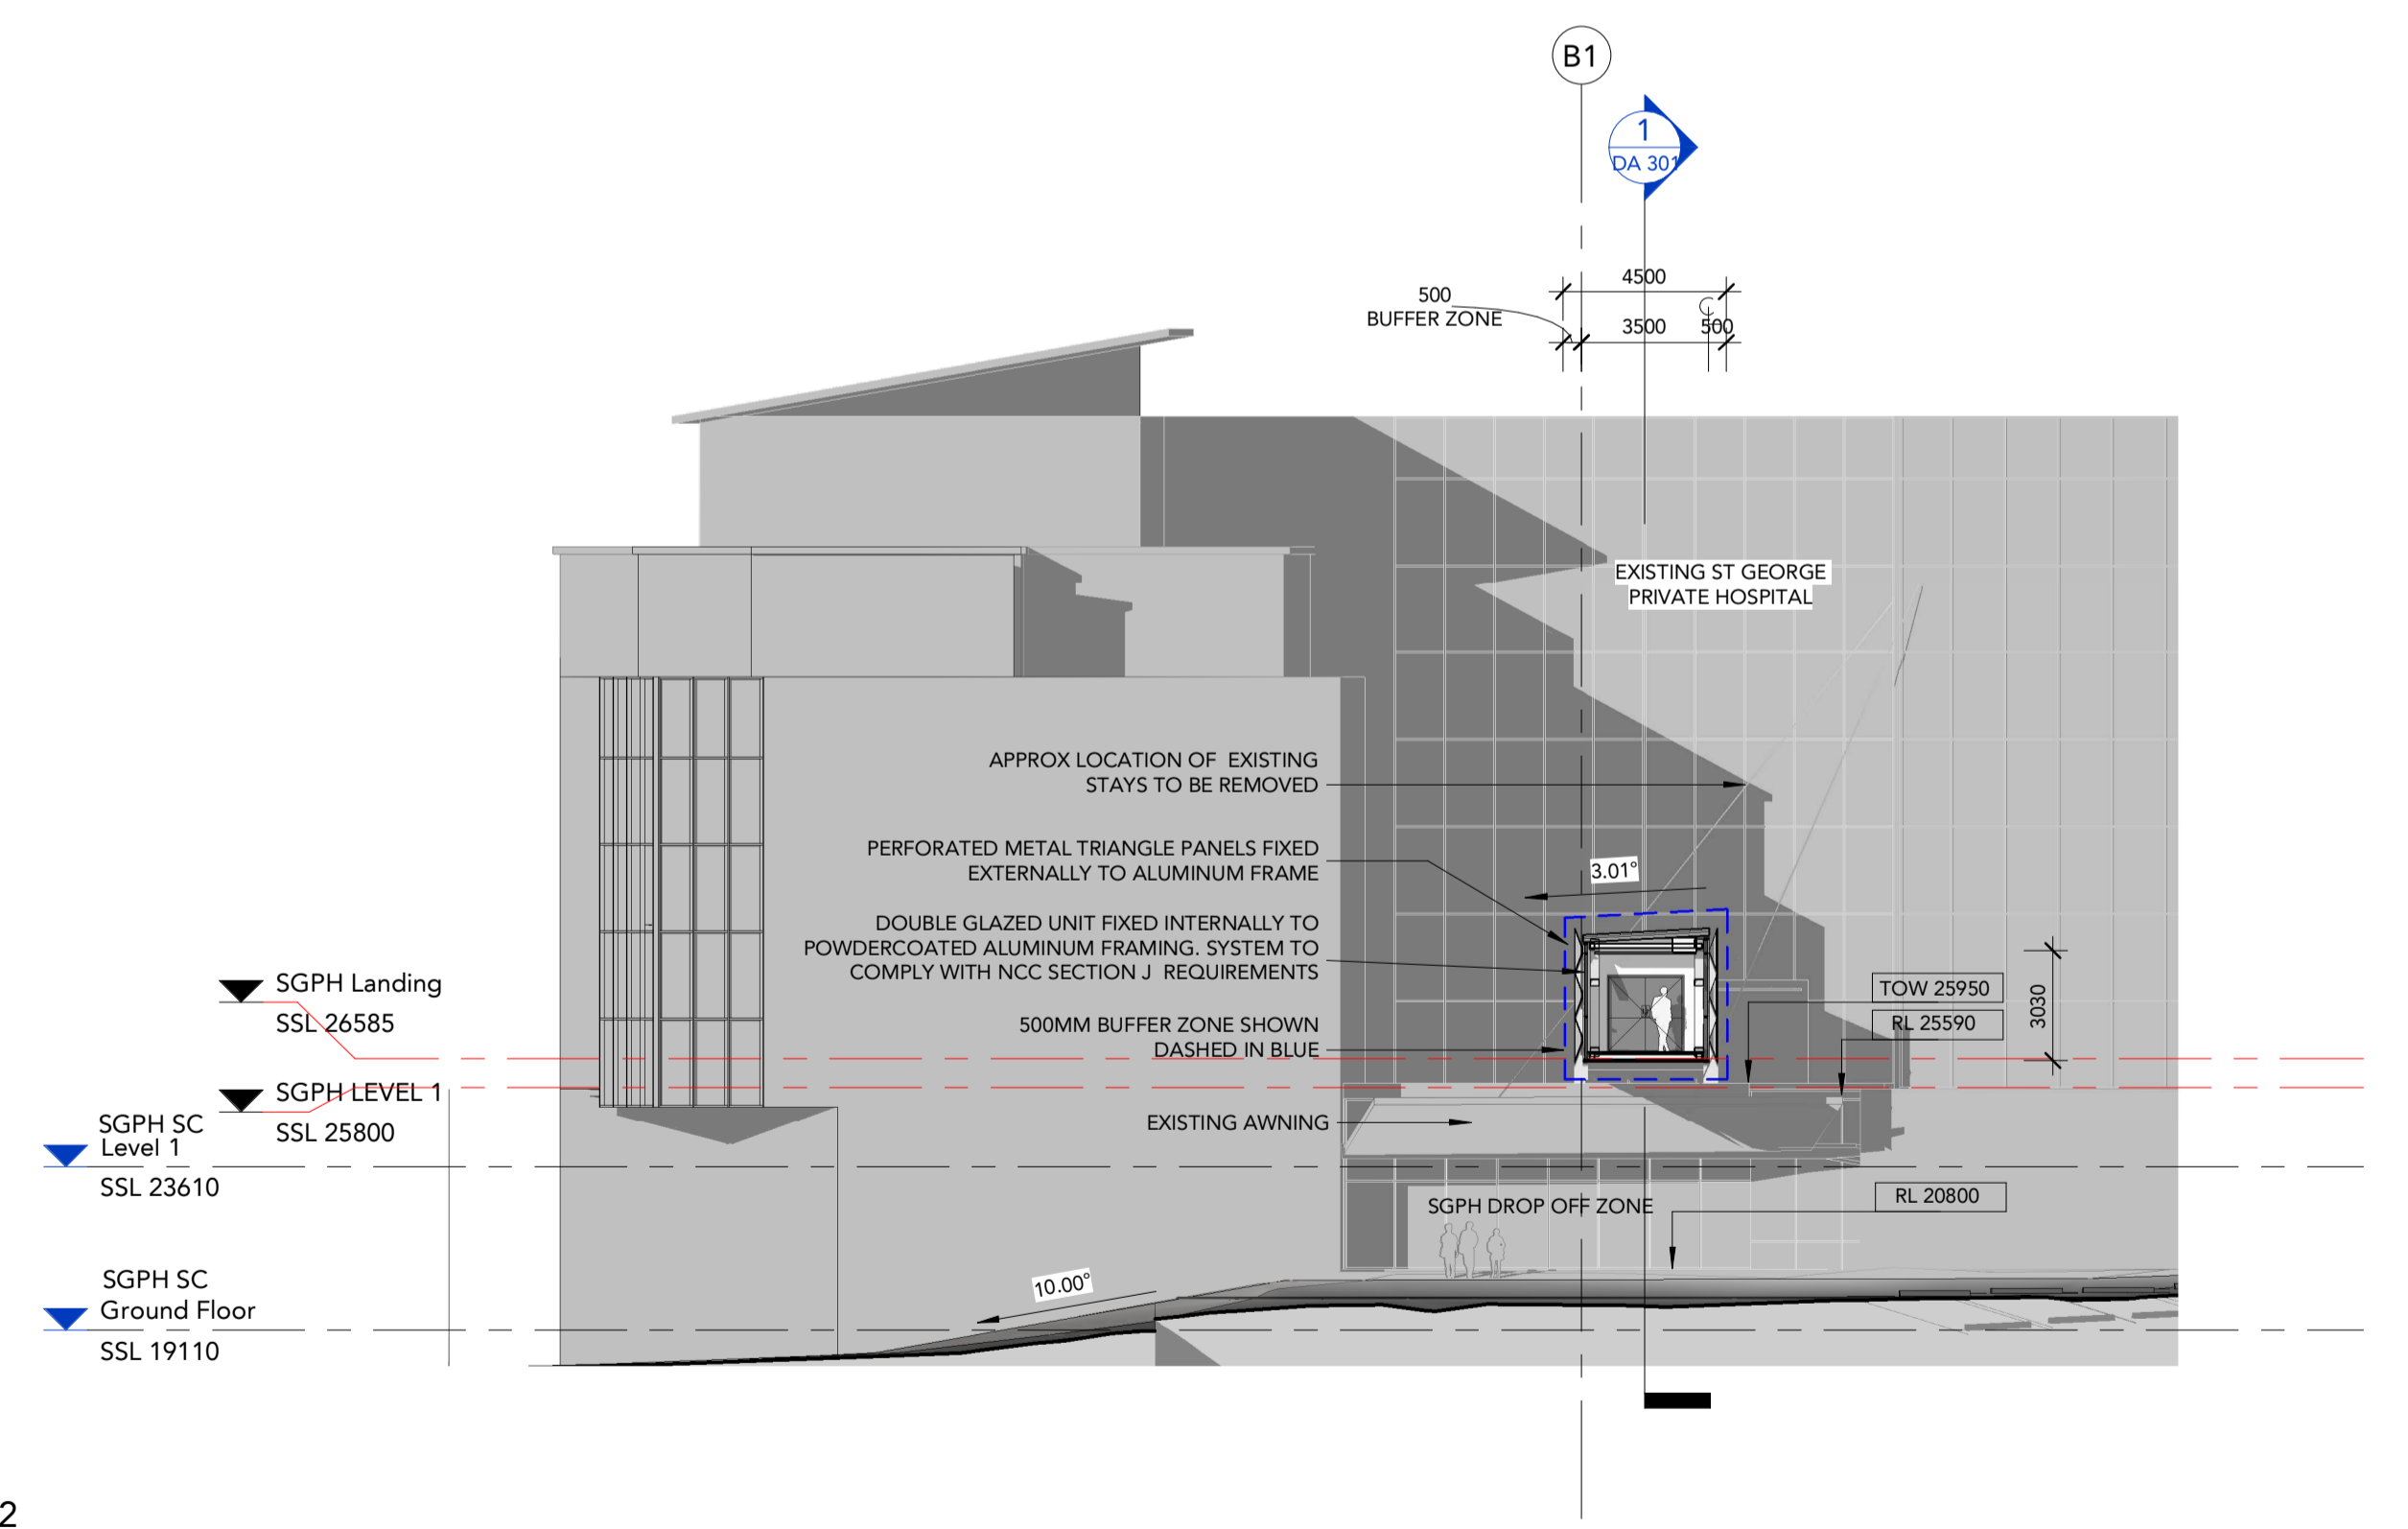 B1
1
DA 301
4500
500
BUFFER ZONE
3500
500
EXISTING ST GEORGE
PRIVATE HOSPITAL
APPROX LOCATION OF EXISTING
STAYS TO BE REMOVED
PERFORATED METAL TRIANGLE PANELS FIXED
EXTERNALLY TO ALUMINUM FRAME
3.01°
DOUBLE GLAZED UNIT FIXED INTERNALLY TO
POWDERCOATED ALUMINUM FRAMING. SYSTEM TO
COMPLY WITH NCC SECTION J REQUIREMENTS
SGPH Landing
SSL 26585
TOW 25950
RL 25590
3030
500MM BUFFER ZONE SHOWN
DASHED IN BLUE
SGPH LEVEL 1
SSL 25800
SGPH SC
Level 1
SSL 23610
EXISTING AWNING
SGPH DROP OFF ZONE
RL 20800
10.00°
SGPH SC
Ground Floor
SSL 19110
2